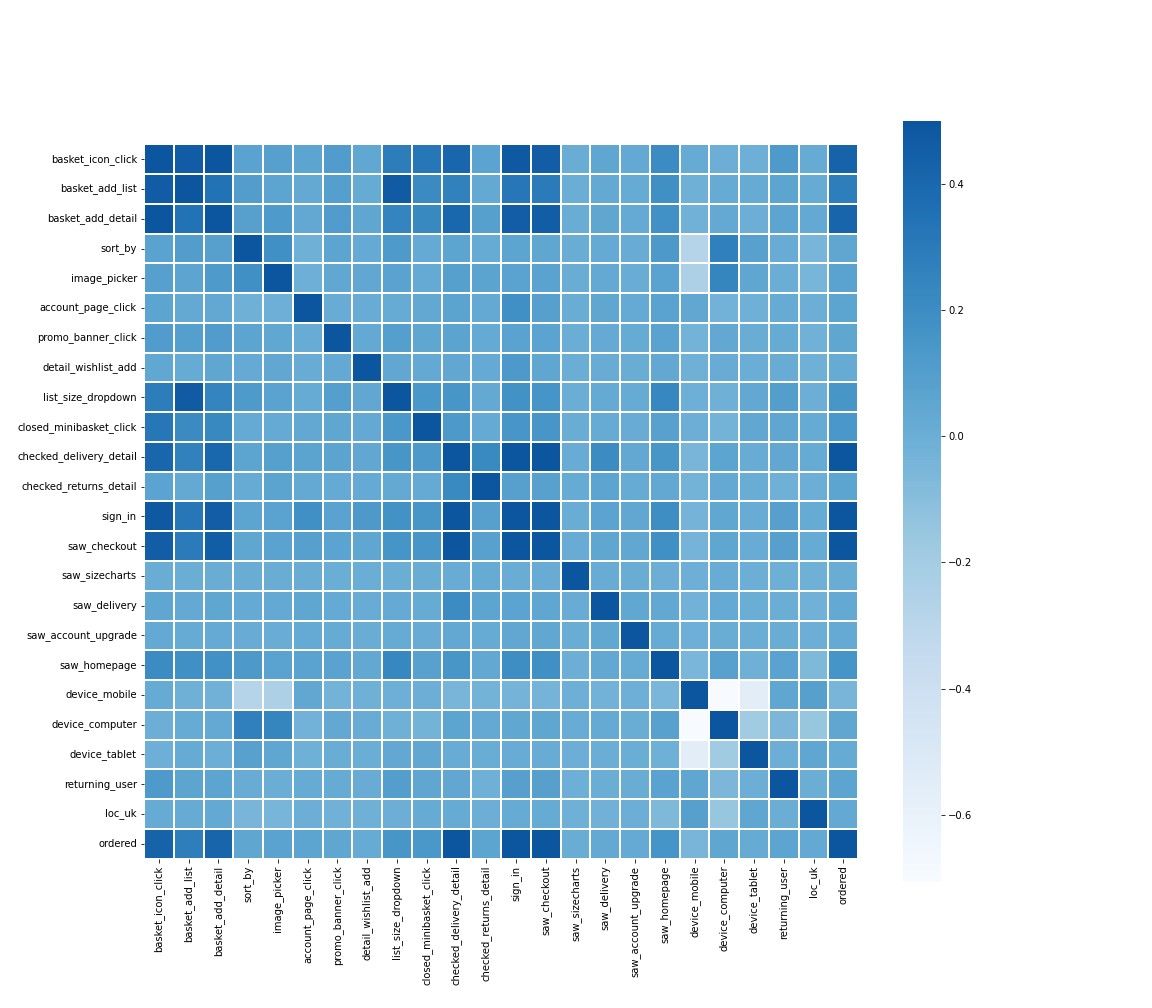 basket_icon_click
basket_add_list
basket_add_detail
sort_by
image_picker
account_page_click
promo_banner_click
detail_wishlist_add
list_size_dropdown
closed_minibasket_click
checked_delivery_detail
checked_returns_detail
sign_in
saw_checkout
saw_sizecharts
saw_delivery
saw_account_upgrade
saw_homepage
device_mobile
device_computer
device_tablet
returning_user
loc_uk
ordered
basket_icon_click
basket_add_list
basket_add_detail
sort_by
image_picker
account_page_click
promo_banner_click
detail_wishlist_add
list_size_dropdown
closed_minibasket_click
checked_delivery_detail
checked_returns_detail
sign_in
saw_checkout
saw_sizecharts
saw_delivery
saw_account_upgrade
saw_homepage
device_mobile
device_computer
device_tablet
returning_user
loc_uk
ordered
0.4
0.2
0.0
−0.2
−0.4
−0.6